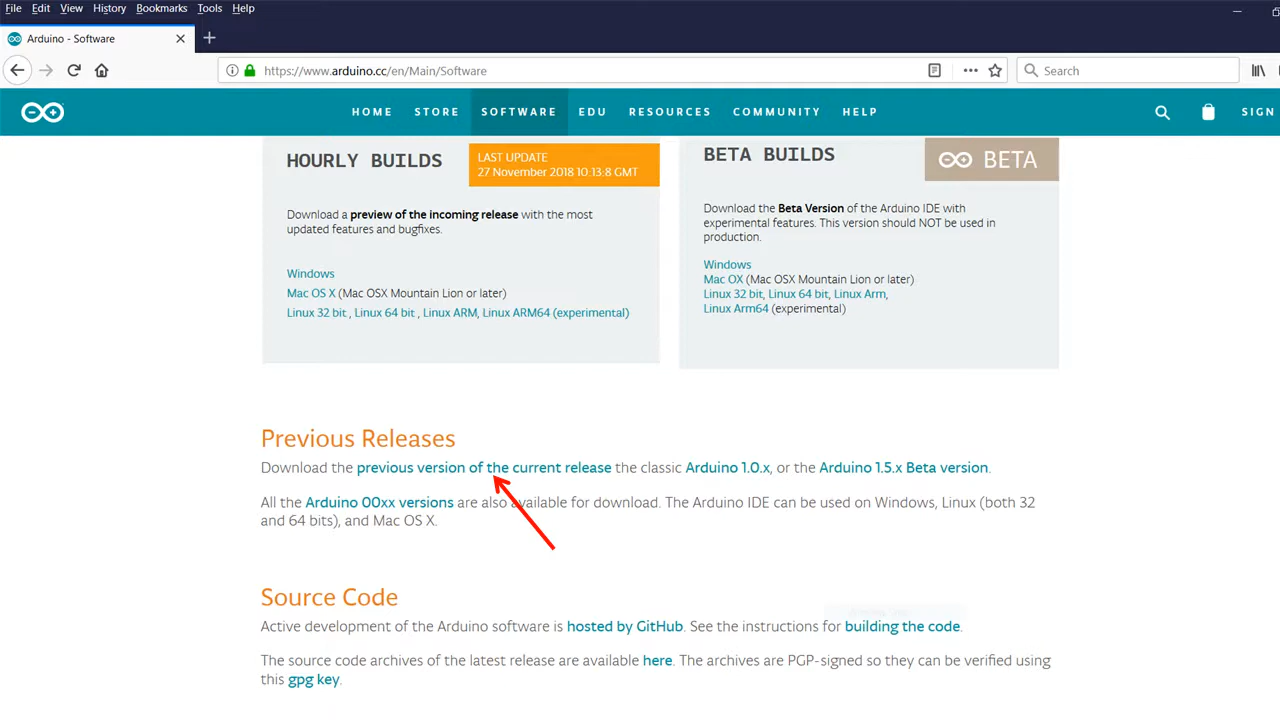 File Edit View History Bookmarks Tools Help
Arduino - Software
https://www.arduino.cc/en/Main/Software
Search
HOME STORE SOFTWARE EDU RESOURCES COMMUNITY HELP SIGN
HOURLY BUILDS
LAST UPDATE
27 November 2018 10:13:8 GMT
Download a preview of the incoming release with the most
updated features and bugfixes.
Windows
Mac OS X (Mac OSX Mountain Lion or later)
Linux 32 bit , Linux 64 bit , Linux ARM, Linux ARM64 (experimental)
BETA BUILDS
BETA
Download the Beta Version of the Arduino IDE with
experimental features. This version should NOT be used in
production.
Windows
Mac OX (Mac OSX Mountain Lion or later)
Linux 32 bit, Linux 64 bit, Linux Arm,
Linux Arm64 (experimental)
Previous Releases
Download the previous version of the current release the classic Arduino 1.0.x, or the Arduino 1.5.x Beta version.
All the Arduino 00xx versions are also available for download. The Arduino IDE can be used on Windows, Linux (both 32
and 64 bits), and Mac OS X.
Source Code
Active development of the Arduino software is hosted by GitHub. See the instructions for building the code.
The source code archives of the latest release are available here. The archives are PGP-signed so they can be verified using
this gpg key.